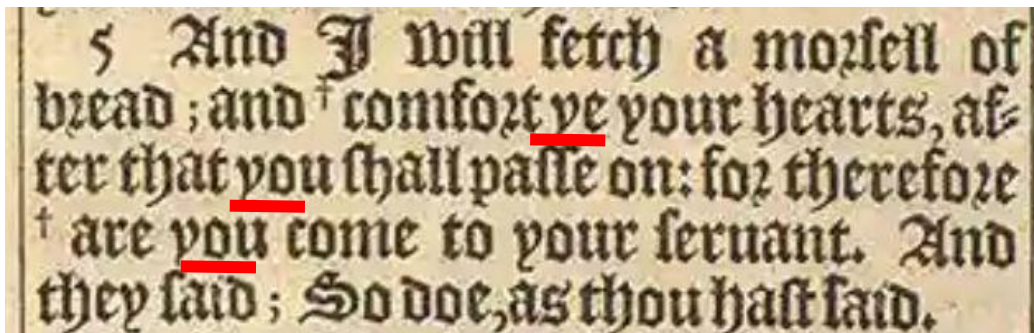 5 And I will fetch a morſell of
bread ; and † comfort ye your hearts, af⸗
ter that you ſhall paſſe on: for therefore
† are you come to your ſeruant. And
they ſaid ; So doe, as thou haſt ſaid.